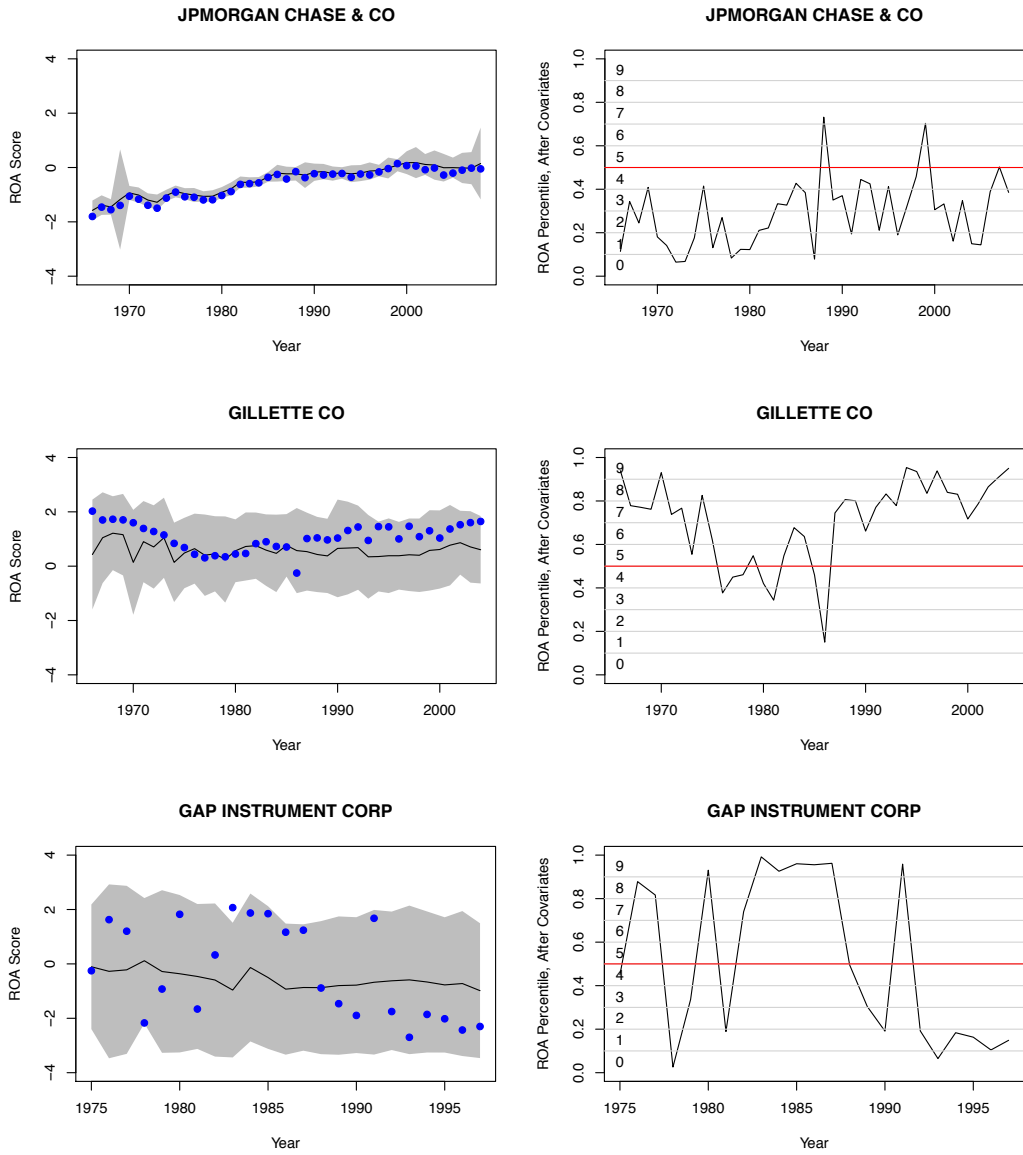 JPMORGAN CHASE & CO
ROA Score
4
2
0
−2
−4
1970 1980 1990 2000
Year
JPMORGAN CHASE & CO
ROA Percentile, After Covariates
1.0
0.8
0.6
0.4
0.2
0.0
9
8
7
6
5
4
3
2
1
0
1970 1980 1990 2000
Year
GILLETTE CO
ROA Score
4
2
0
−2
−4
1970 1980 1990 2000
Year
GILLETTE CO
ROA Percentile, After Covariates
1.0
0.8
0.6
0.4
0.2
0.0
9
8
7
6
5
4
3
2
1
0
1970 1980 1990 2000
Year
GAP INSTRUMENT CORP
ROA Score
4
2
0
−2
−4
1975 1980 1985 1990 1995
Year
GAP INSTRUMENT CORP
ROA Percentile, After Covariates
1.0
0.8
0.6
0.4
0.2
0.0
9
8
7
6
5
4
3
2
1
0
1975 1980 1985 1990 1995
Year